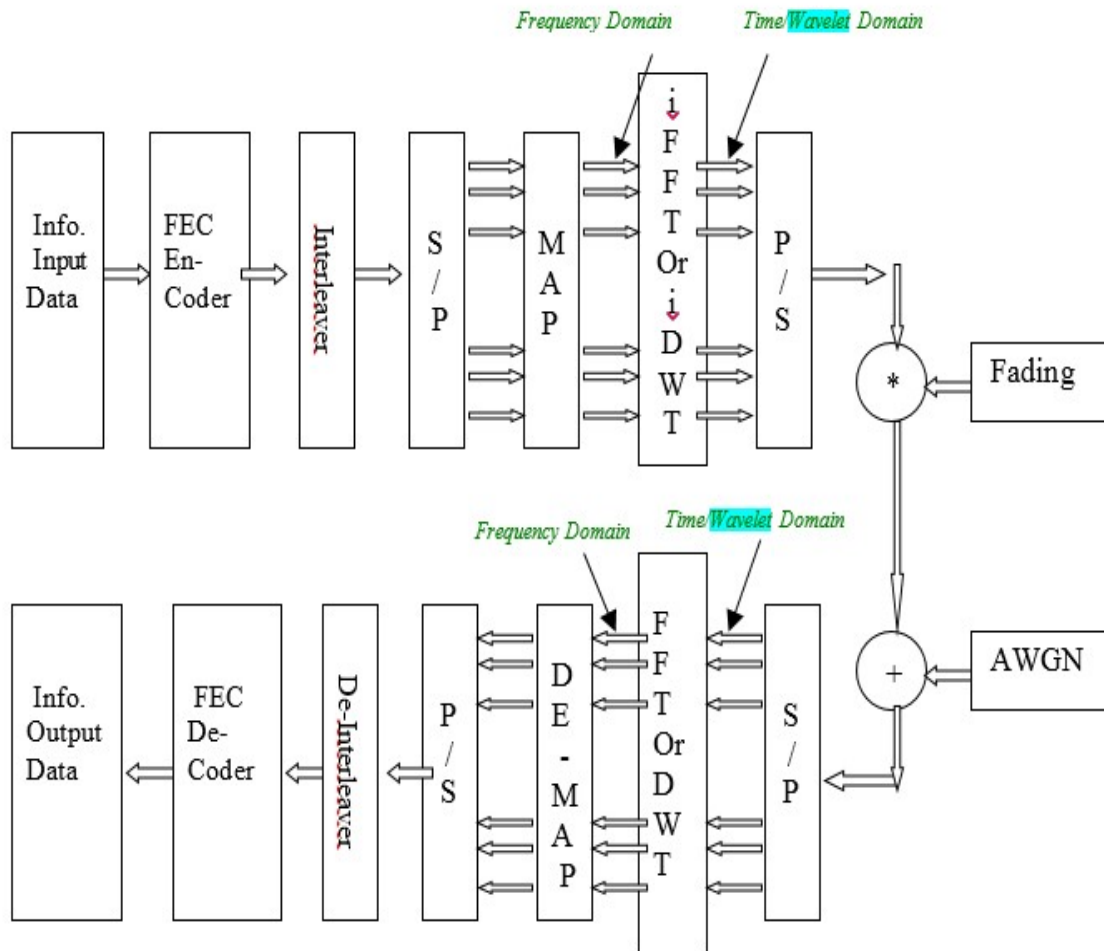 Frequency Domain
Time/Wavelet Domain
Info.
Input
Data
FEC
En-
Coder
Interleaver
S
/
P
M
A
P
i
F
F
T
Or
i
D
W
T
P
/
S
*
Fading
Frequency Domain
Time/Wavelet Domain
Info.
Output
Data
FEC
De-
Coder
De-Interleaver
P
/
S
D
E
-
M
A
P
F
F
T
Or
D
W
T
S
/
P
+
AWGN